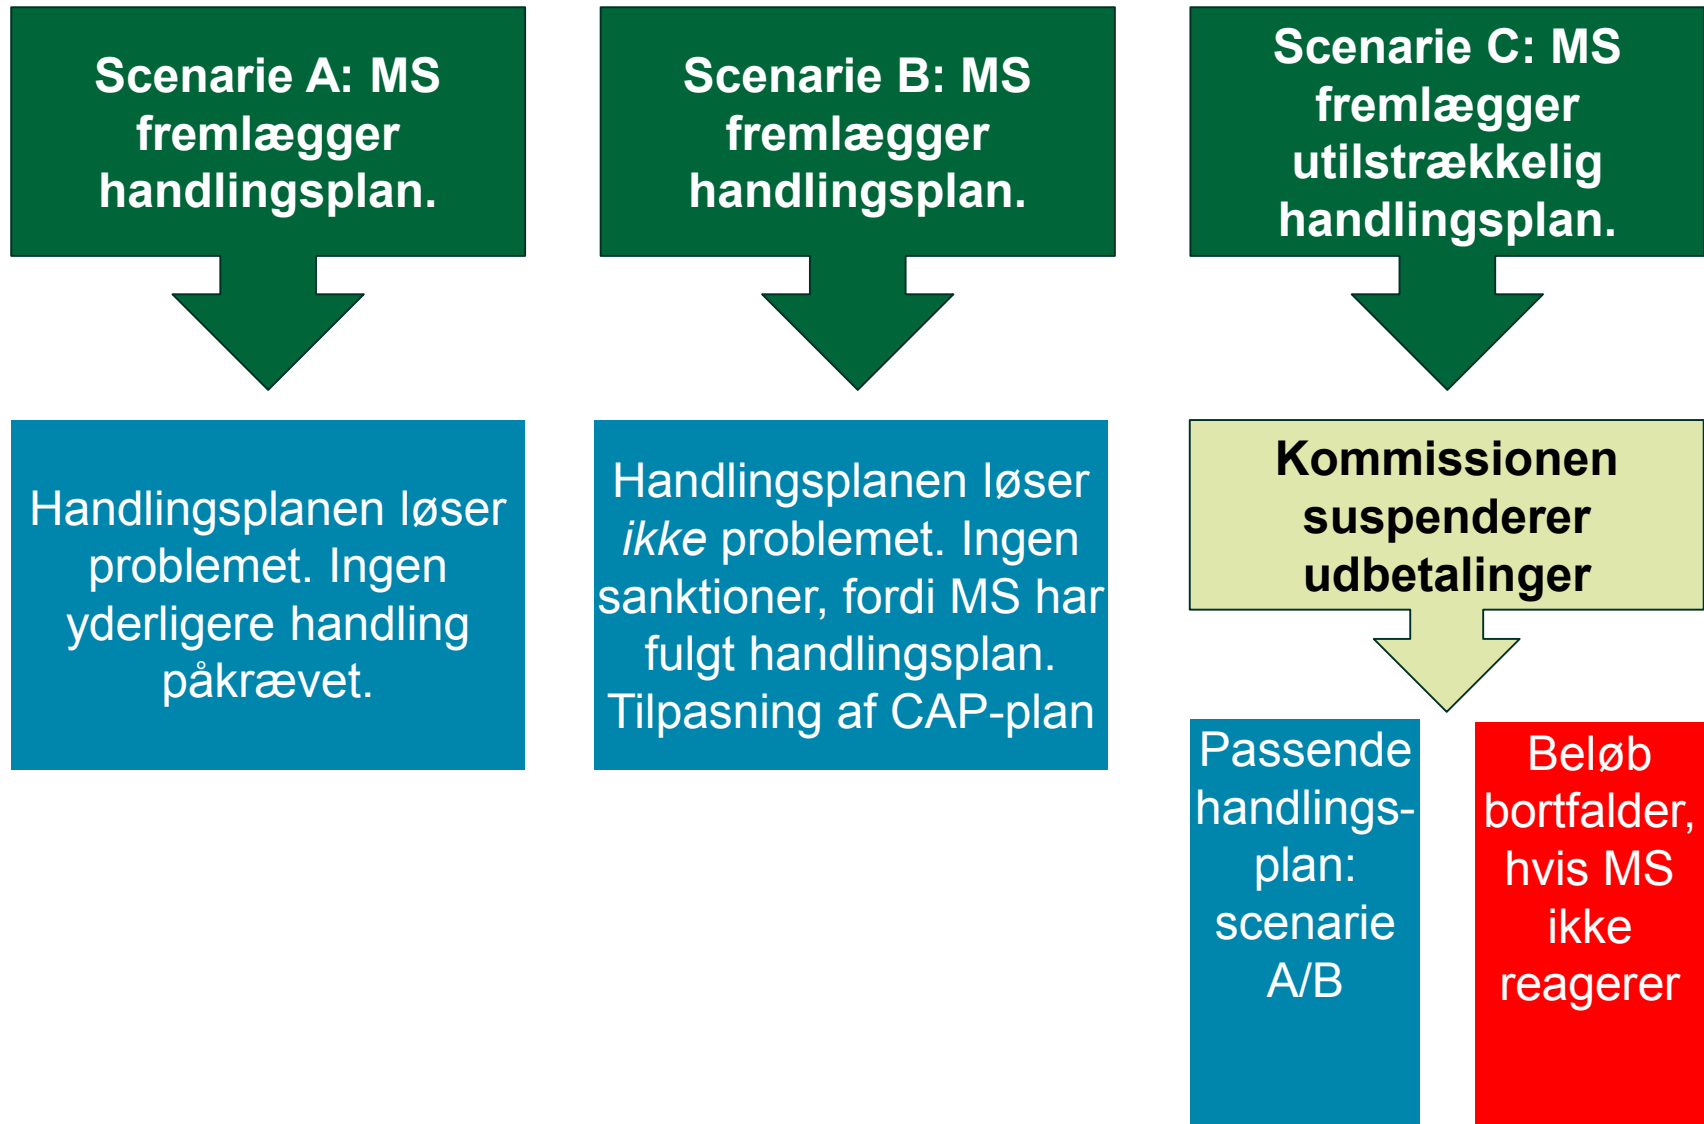 Scenarie A: MS
fremlægger
handlingsplan.
Handlingsplanen løser
problemet. Ingen
yderligere handling
påkrævet.
Scenarie B: MS
fremlægger
handlingsplan.
Handlingsplanen løser
ikke problemet. Ingen
sanktioner, fordi MS har
fulgt handlingsplan.
Tilpasning af CAP-plan
Scenarie C: MS
fremlægger
utilstrækkelig
handlingsplan.
Kommissionen
suspenderer
udbetalinger
Passende
handlings-
plan:
scenarie
A/B
Beløb
bortfalder,
hvis MS
ikke
reagerer